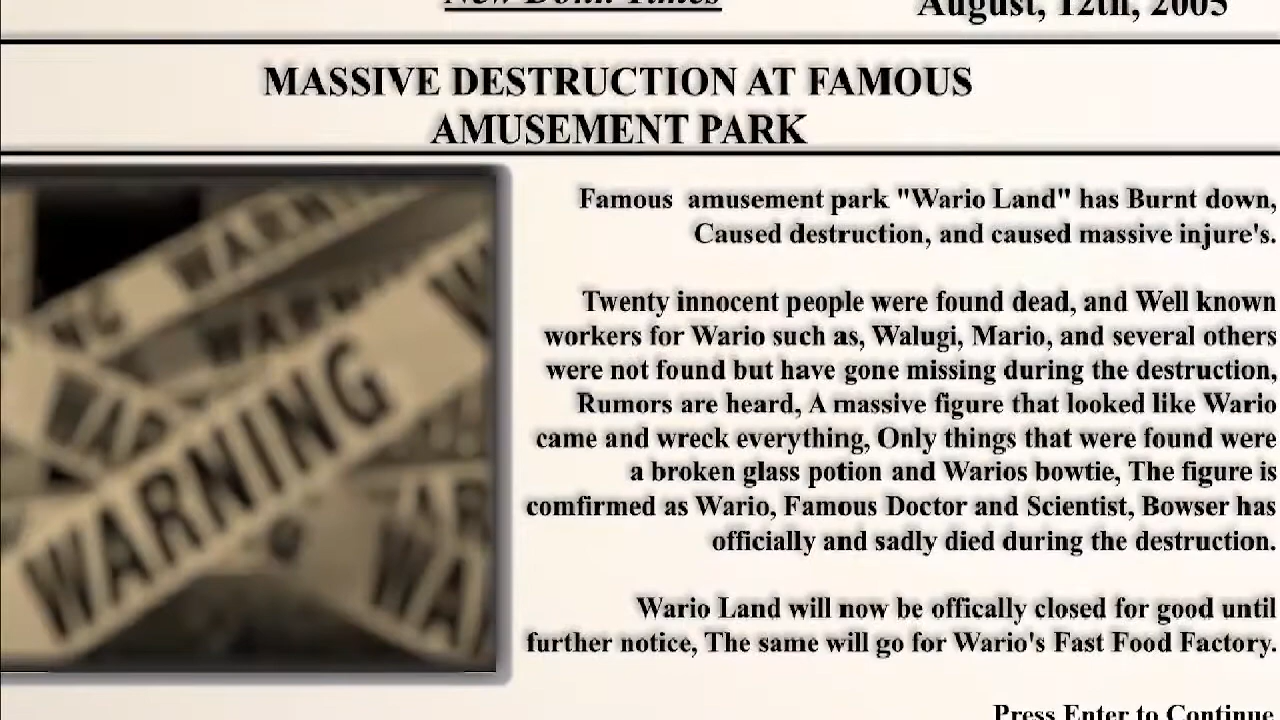 New Donk Times
August, 12th, 2005
MASSIVE DESTRUCTION AT FAMOUS
AMUSEMENT PARK
WARNING
Famous amusement park "Wario Land" has Burnt down,
Caused destruction, and caused massive injure's.
Twenty innocent people were found dead, and Well known
workers for Wario such as, Walugi, Mario, and several others
were not found but have gone missing during the destruction,
Rumors are heard, A massive figure that looked like Wario
came and wreck everything, Only things that were found were
a broken glass potion and Warios bowtie, The figure is
comfirmed as Wario, Famous Doctor and Scientist, Bowser has
officially and sadly died during the destruction.
Wario Land will now be offically closed for good until
further notice, The same will go for Wario's Fast Food Factory.
Press Enter to Continue